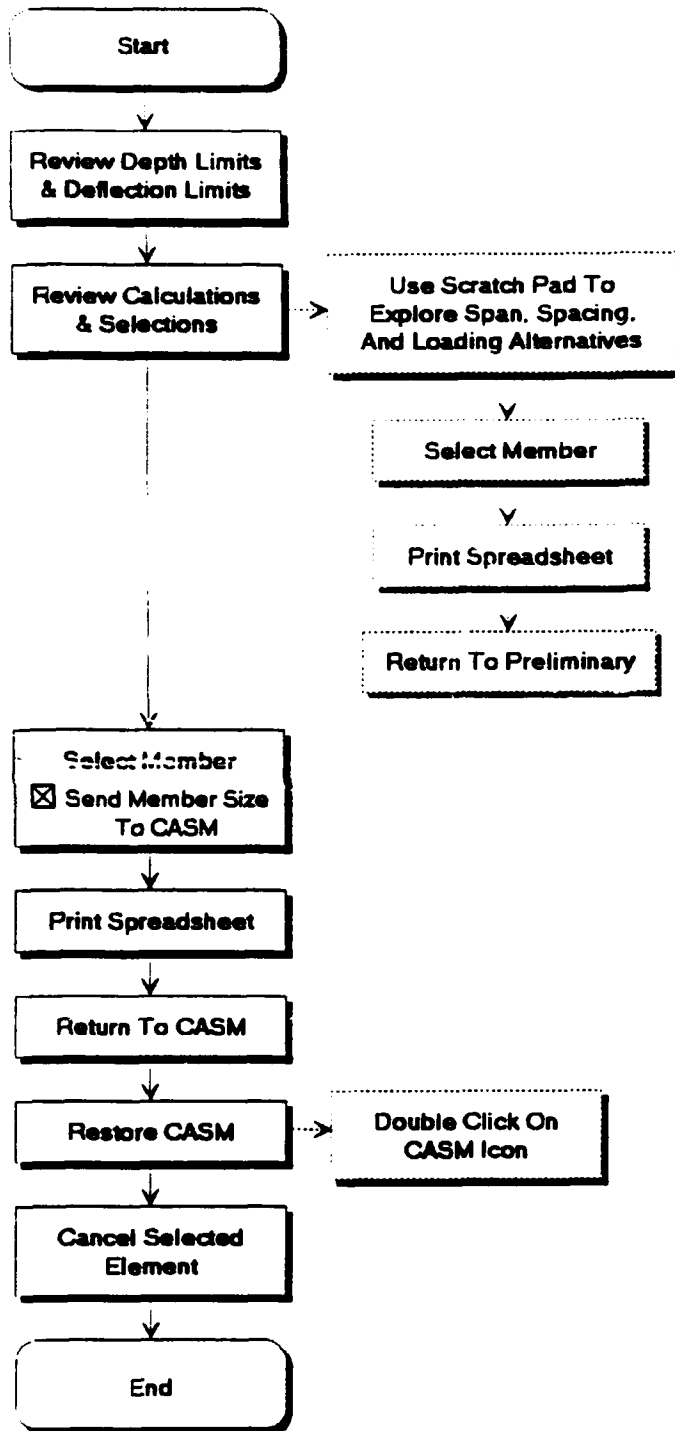 Start
Review Depth Limits
& Deflection Limits
Review Calculations
& Selections
Use Scratch Pad To
Explore Span, Spacing,
And Loading Alternatives
Select Member
Print Spreadsheet
Return To Preliminary
Select Member
☒ Send Member Size
To CASM
Print Spreadsheet
Return To CASM
Restore CASM
Double Click On
CASM Icon
Cancel Selected
Element
End